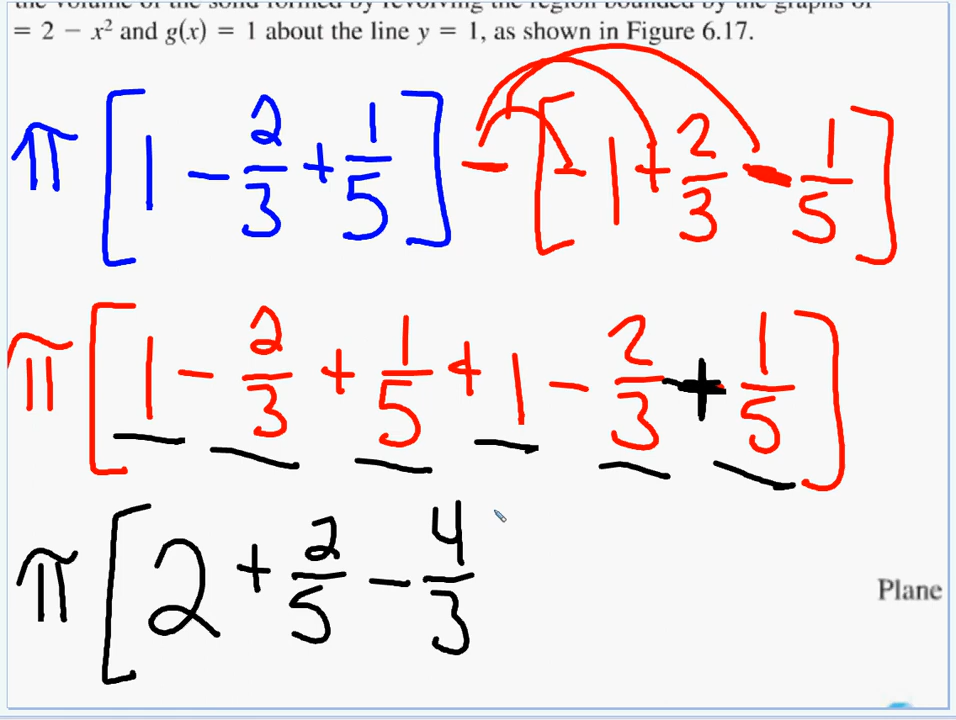 = 2 − x² and g(x) = 1 about the line y = 1, as shown in Figure 6.17.
π [1 − 2/3 + 1/5] − [−1 + 2/3 − 1/5]
π [1 − 2/3 + 1/5 + 1 − 2/3 + 1/5]
π [2 + 2/5 − 4/3
Plane